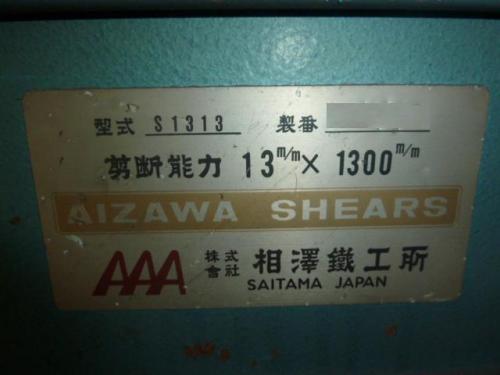 型式 S1313 製番
剪断能力 13m/m × 1300m/m
AIZAWA SHEARS
AAA 株式會社 相澤鐵工所
SAITAMA JAPAN